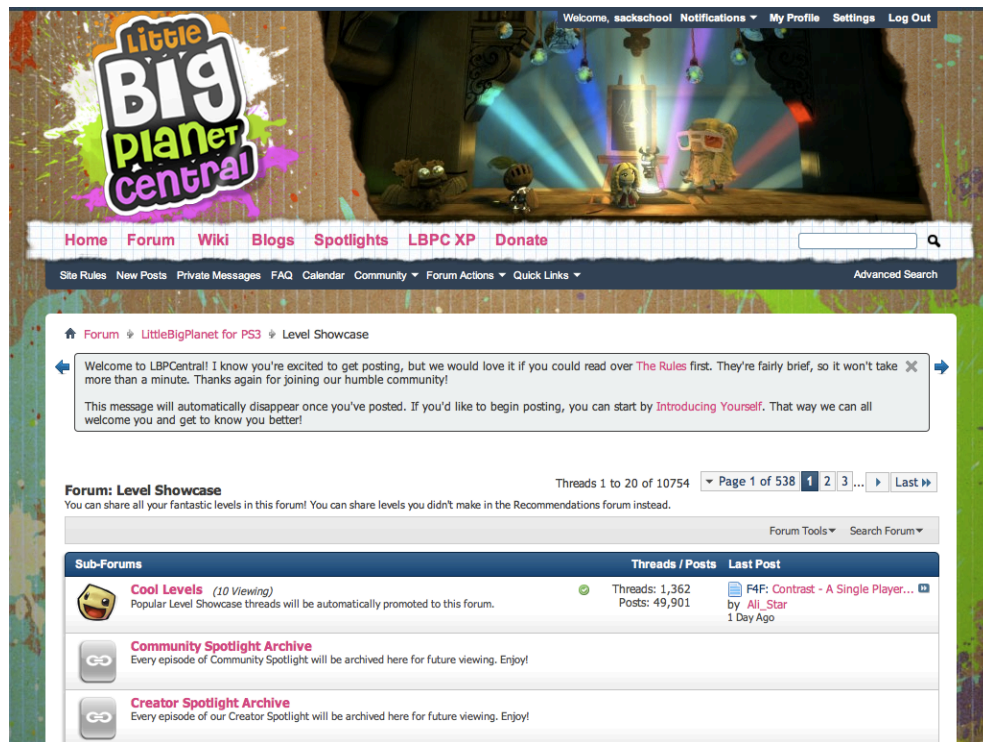 Welcome, sackschool Notifications My Profile Settings Log Out
LITTLE
BIG
PLANET
CENTRAL
Home Forum Wiki Blogs Spotlights LBPC XP Donate
Site Rules New Posts Private Messages FAQ Calendar Community Forum Actions Quick Links Advanced Search
Forum LittleBigPlanet for PS3 Level Showcase
Welcome to LBPCentral! I know you're excited to get posting, but we would love it if you could read over The Rules first. They're fairly brief, so it won't take
more than a minute. Thanks again for joining our humble community!
This message will automatically disappear once you've posted. If you'd like to begin posting, you can start by Introducing Yourself. That way we can all
welcome you and get to know you better!
Threads 1 to 20 of 10754 Page 1 of 538 1 2 3 ... Last
Forum: Level Showcase
You can share all your fantastic levels in this forum! You can share levels you didn't make in the Recommendations forum instead.
Forum Tools Search Forum
Sub-Forums Threads / Posts Last Post
Cool Levels (10 Viewing) Threads: 1,362 F4F: Contrast - A Single Player...
Popular Level Showcase threads will be automatically promoted to this forum. Posts: 49,901 by Ali_Star
1 Day Ago
Community Spotlight Archive
Every episode of Community Spotlight will be archived here for future viewing. Enjoy!
Creator Spotlight Archive
Every episode of our Creator Spotlight will be archived here for future viewing. Enjoy!